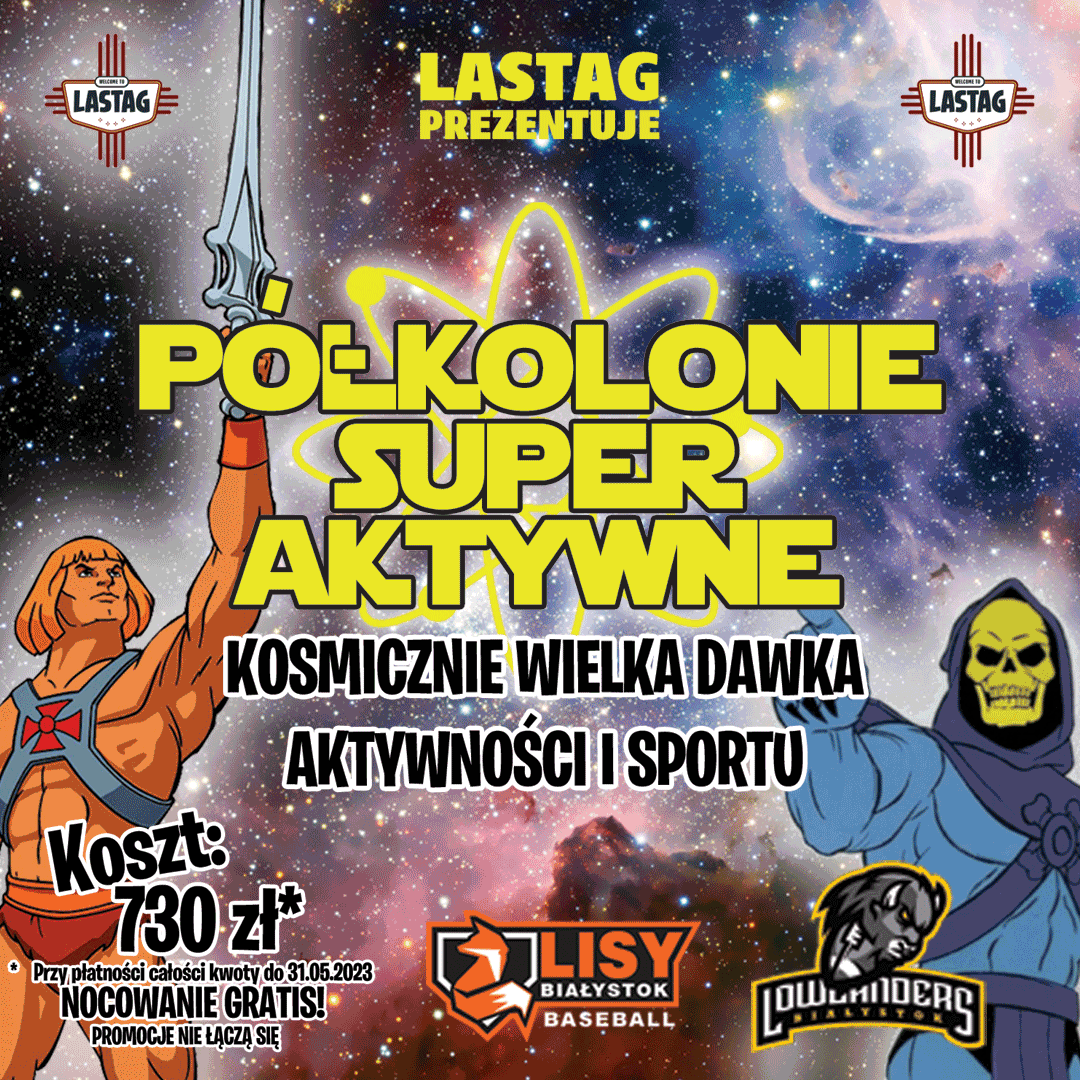 WELCOME TO
LASTAG
LASTAG
PREZENTUJE
WELCOME TO
LASTAG
PÓŁKOLONIE
SUPER
AKTYWNE
KOSMICZNIE WIELKA DAWKA
AKTYWNOŚCI I SPORTU
Koszt:
730 zł*
* Przy płatności całości kwoty do 31.05.2023
NOCOWANIE GRATIS!
PROMOCJE NIE ŁĄCZĄ SIĘ
LISY
BIAŁYSTOK
BASEBALL
LOWLANDERS
BIALYSTOK